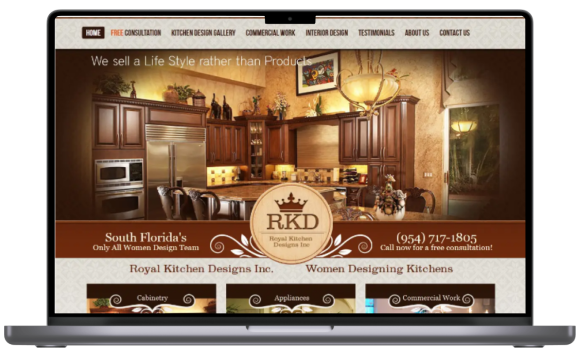 HOME FREE CONSULTATION KITCHEN DESIGN GALLERY COMMERCIAL WORK INTERIOR DESIGN TESTIMONIALS ABOUT US CONTACT US
We sell a Life Style rather than Products
RKD
Royal Kitchen
Designs Inc
South Florida's
Only All Women Design Team
(954) 717-1805
Call now for a free consultation!
Royal Kitchen Designs Inc. Women Designing Kitchens
Cabinetry Appliances Commercial Work